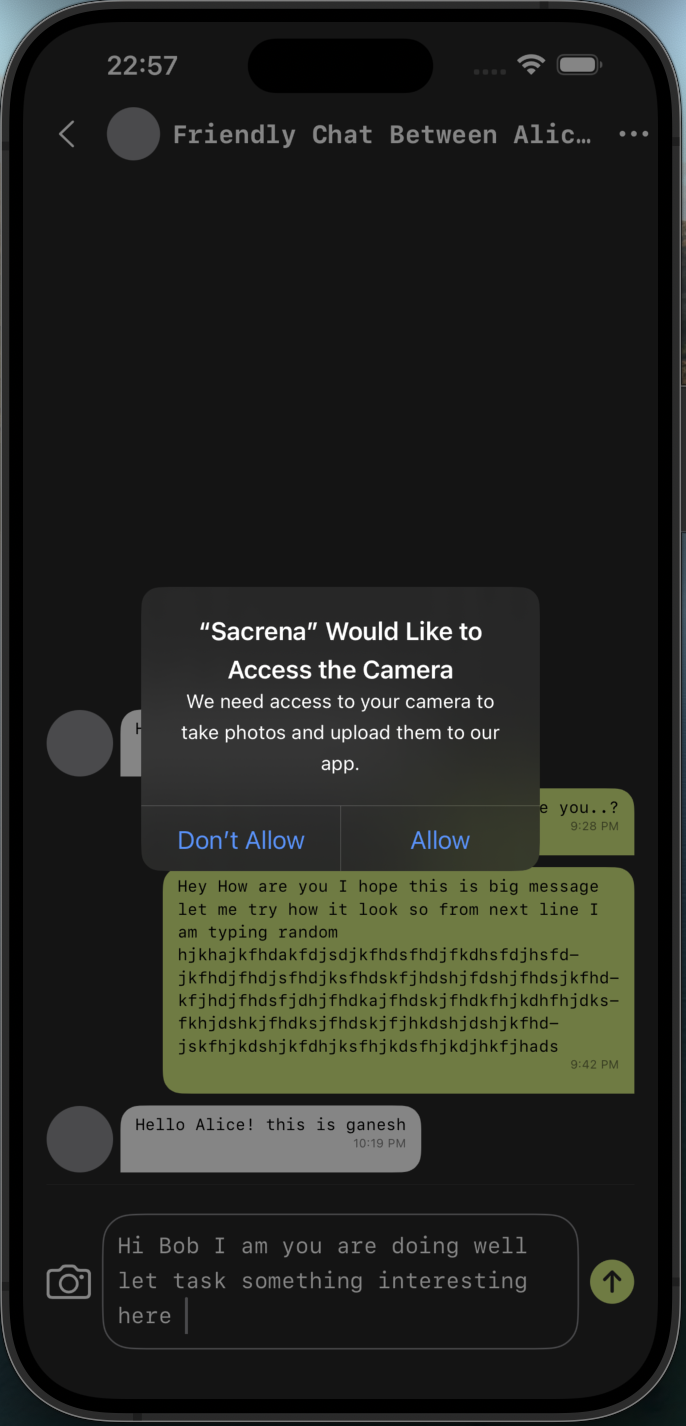 22:57
Friendly Chat Between Alic…
“Sacrena” Would Like to
Access the Camera
We need access to your camera to
take photos and upload them to our
app.
Don’t Allow
Allow
H
e you..?
9:28 PM
Hey How are you I hope this is big message
let me try how it look so from next line I
am typing random
hjkhajkfhdakfdjsdjkfhdsfhdjfkdhsfdjhsfd–
jkfhdjfhdjsfhdjksfhdskfjhdshjfdshjfhdsjkfhd–
kfjhdjfhdsfjdhjfhdkajfhdskjfhdkfhjkdhfhjdks–
fkhjdshkjfhdksjfhdskjfjhkdshjdshjkfhd–
jskfhjkdshjkfdhjksfhjkdsfhjkdjhkfjhads
9:42 PM
Hello Alice! this is ganesh
10:19 PM
Hi Bob I am you are doing well
let task something interesting
here